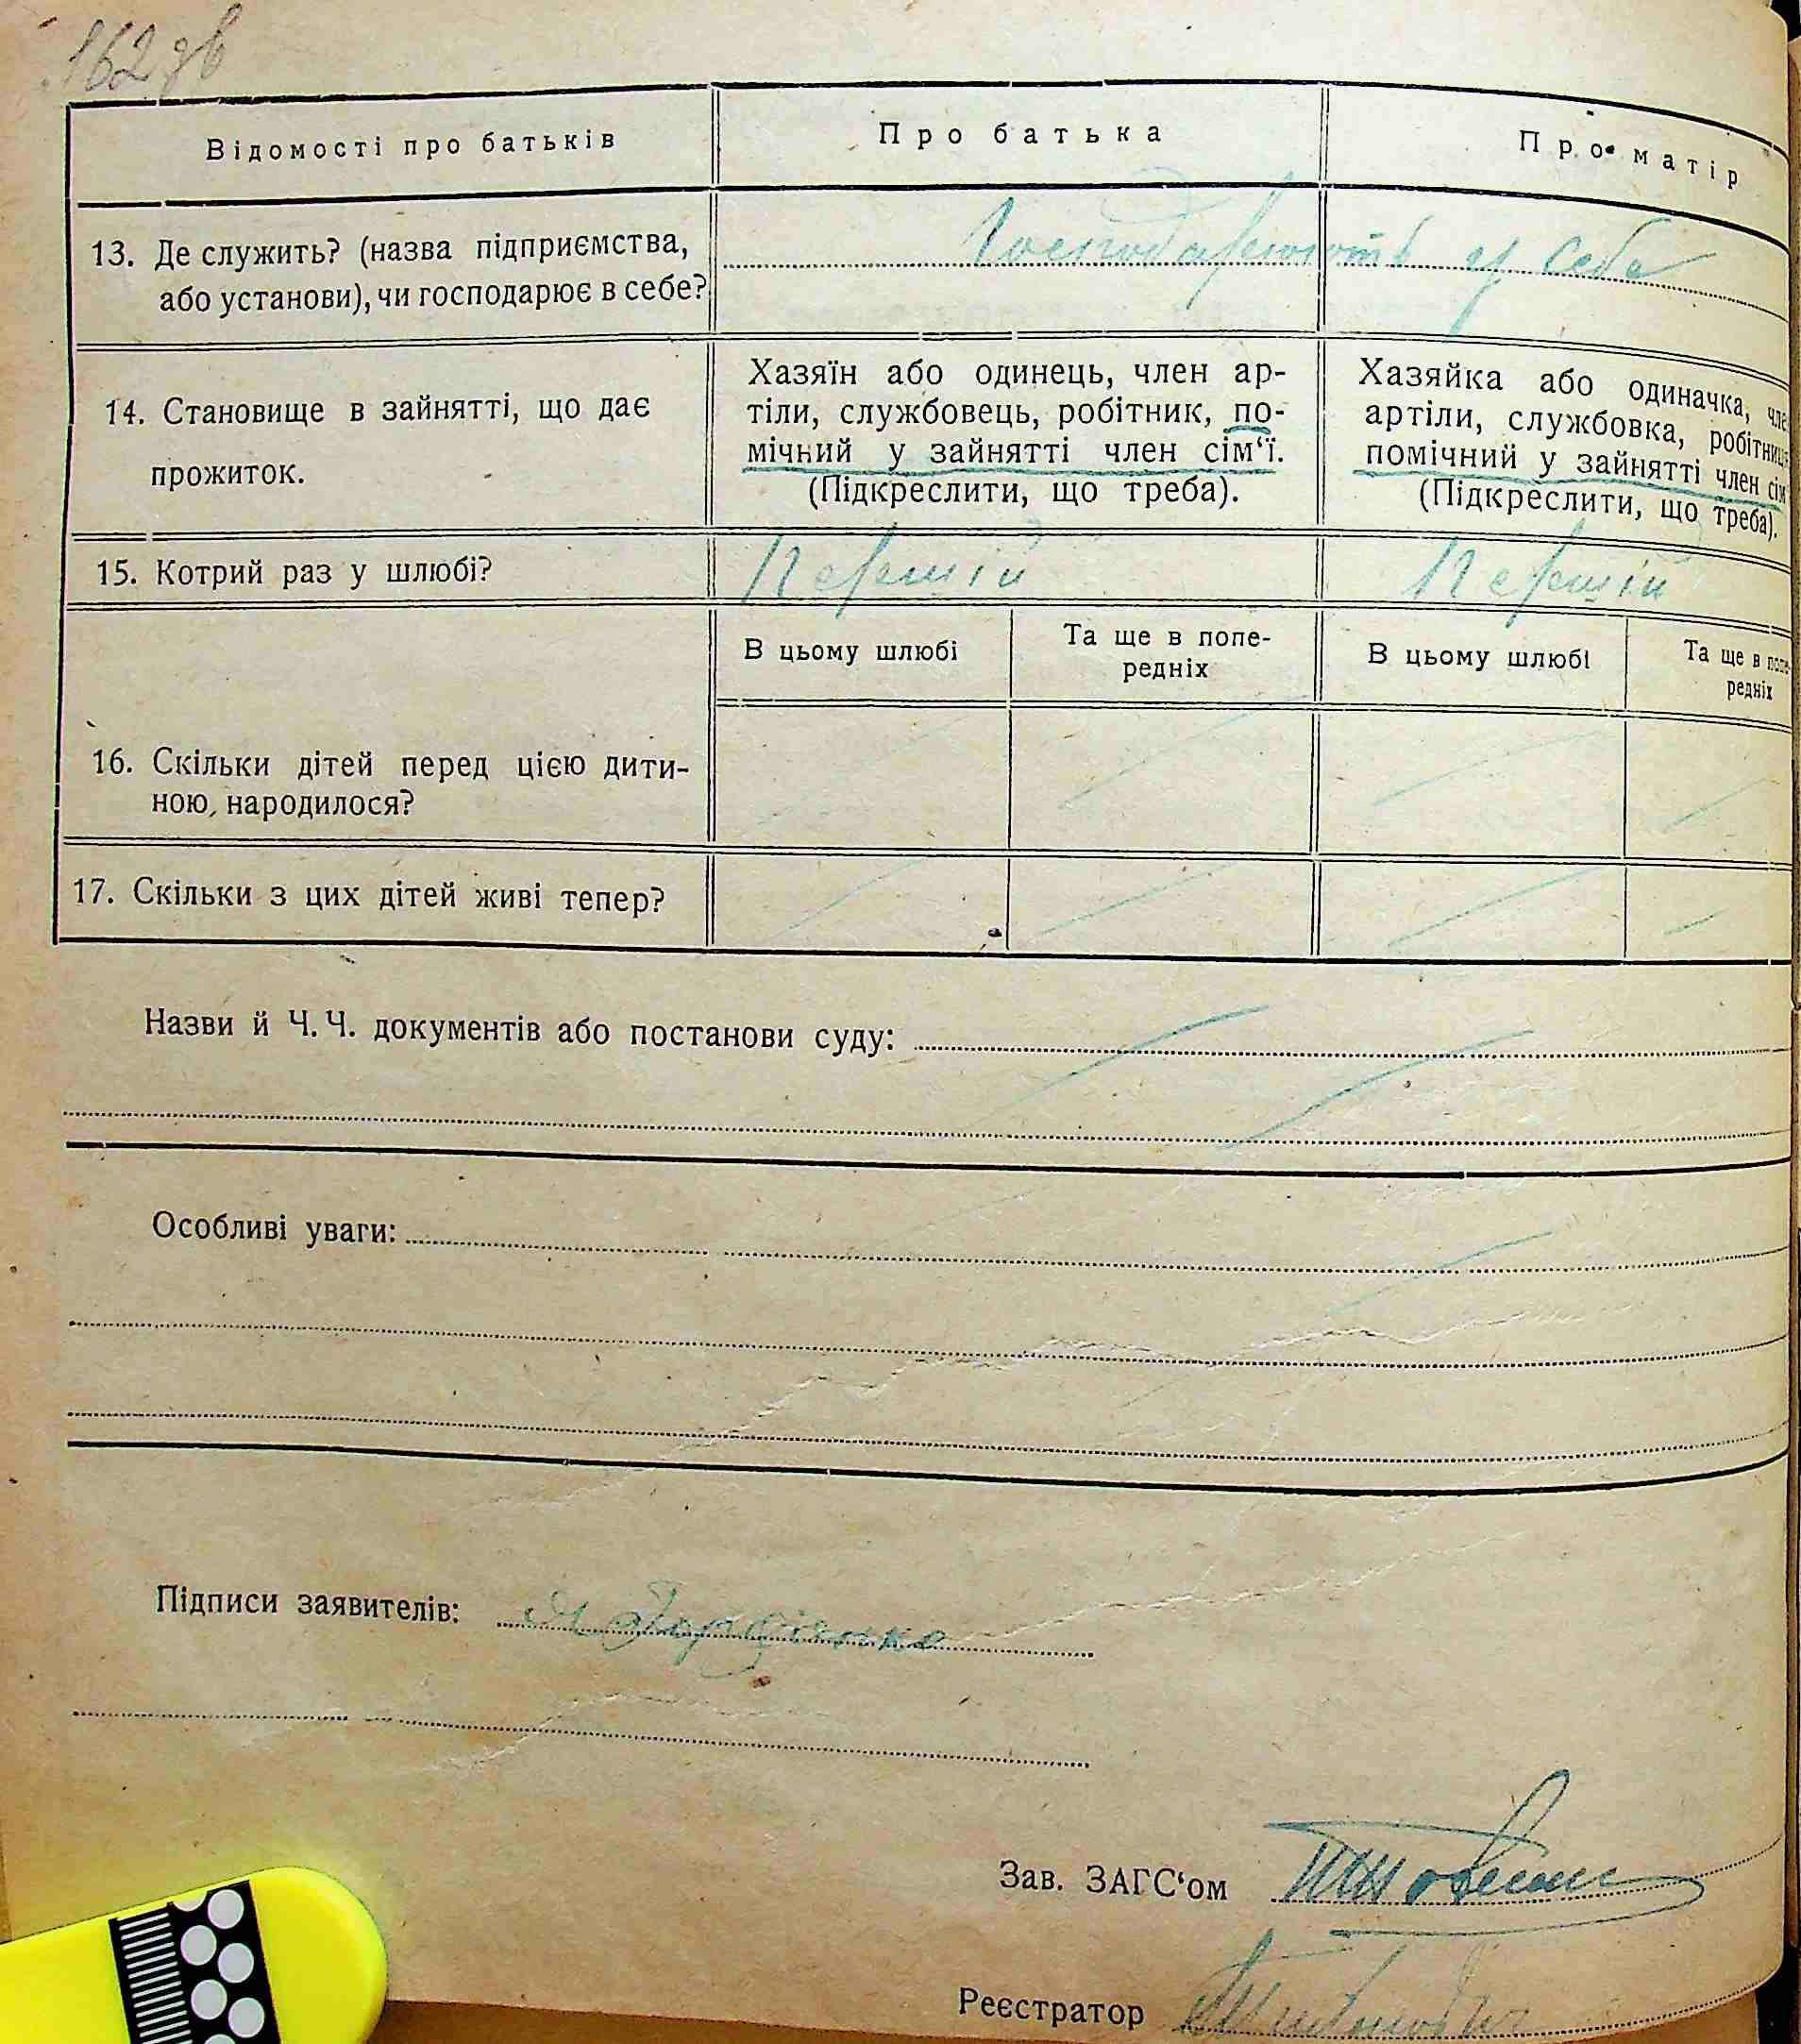 162 зв
Відомості про батьків
Про батька
Про матір
13. Де служить? (назва підприємства,
або установи), чи господарює в себе?
Господарюють у себе
14. Становище в зайнятті, що дає
прожиток.
Хазяїн або одинець, член ар-
тіли, службовець, робітник, по-
мічний у зайнятті член сім‘ї.
(Підкреслити, що треба).
Хазяйка або одиначка, чле
артіли, службовка, робітниця
помічний у зайнятті член сім
(Підкреслити, що треба).
15. Котрий раз у шлюбі?
Першій
Першій
В цьому шлюбі
Та ще в попе-
редніх
В цьому шлюбі
Та ще в попе-
редніх
16. Скільки дітей перед цією дити-
ною, народилося?
17. Скільки з цих дітей живі тепер?
Назви й Ч. Ч. документів або постанови суду:
Особливі уваги:
Підписи заявителів:
Зав. ЗАГС‘ом
Реєстратор